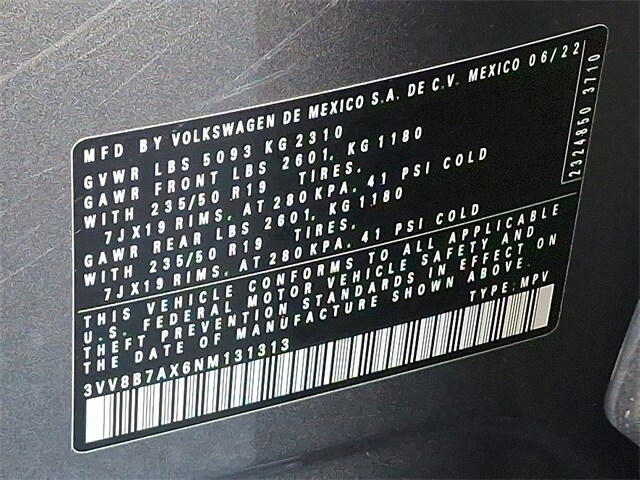 MFD BY VOLKSWAGEN DE MEXICO S.A. DE C.V. MEXICO 06/22
GVWR LBS 5093 KG 2310
GAWR FRONT LBS 2601. KG 1180
WITH 235/50 R19 TIRES.
7JX19 RIMS. AT 280 KPA. 41 PSI COLD
GAWR REAR LBS 2601. KG 1180
WITH 235/50 R19 TIRES.
7JX19 RIMS. AT 280 KPA. 41 PSI COLD
THIS VEHICLE CONFORMS TO ALL APPLICABLE
U.S. FEDERAL MOTOR VEHICLE SAFETY AND
THEFT PREVENTION STANDARDS IN EFFECT ON
THE DATE OF MANUFACTURE SHOWN ABOVE.
TYPE: MPV
3VV8B7AX6NM131313
2324850 3710